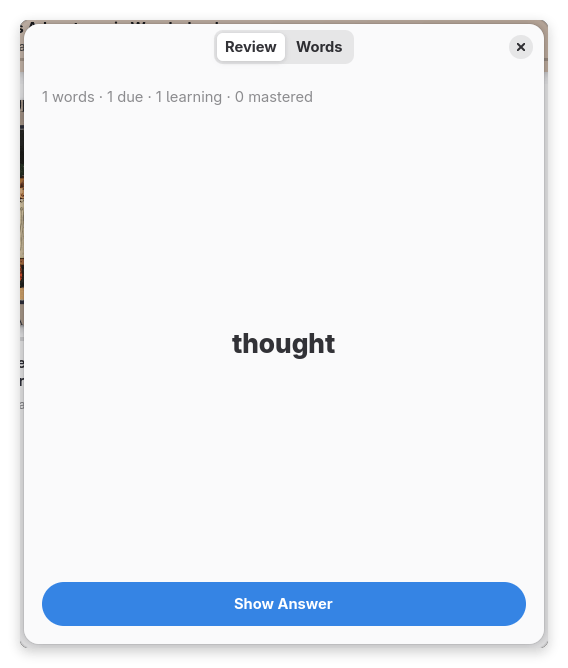 Review Words
1 words · 1 due · 1 learning · 0 mastered
thought
Show Answer